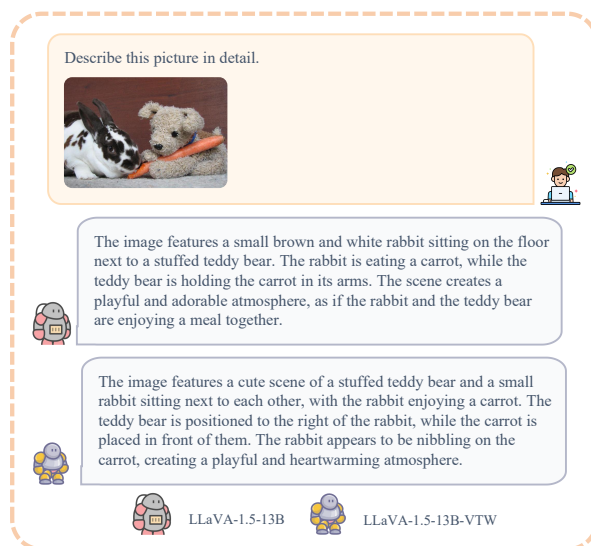 Describe this picture in detail.
The image features a small brown and white rabbit sitting on the floor
next to a stuffed teddy bear. The rabbit is eating a carrot, while the
teddy bear is holding the carrot in its arms. The scene creates a
playful and adorable atmosphere, as if the rabbit and the teddy bear
are enjoying a meal together.
The image features a cute scene of a stuffed teddy bear and a small
rabbit sitting next to each other, with the rabbit enjoying a carrot. The
teddy bear is positioned to the right of the rabbit, while the carrot is
placed in front of them. The rabbit appears to be nibbling on the
carrot, creating a playful and heartwarming atmosphere.
LLaVA-1.5-13B LLaVA-1.5-13B-VTW